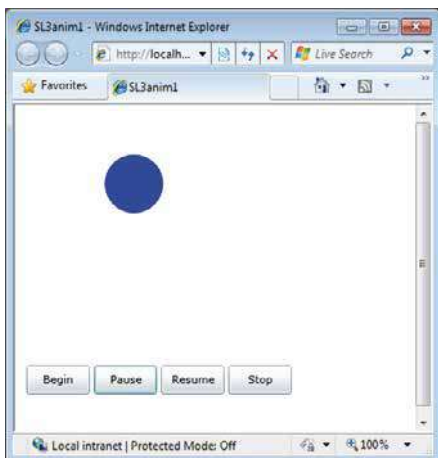 SL3anim1 - Windows Internet Explorer
http://localh... Live Search
Favorites SL3anim1
Begin Pause Resume Stop
Local intranet | Protected Mode: Off 100%